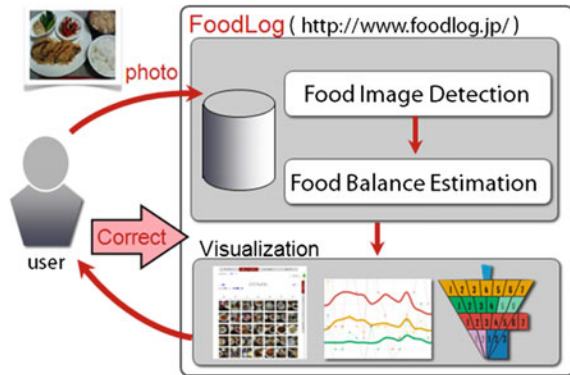 FoodLog ( http://www.foodlog.jp/ )
photo
Food Image Detection
Food Balance Estimation
Correct
user
Visualization